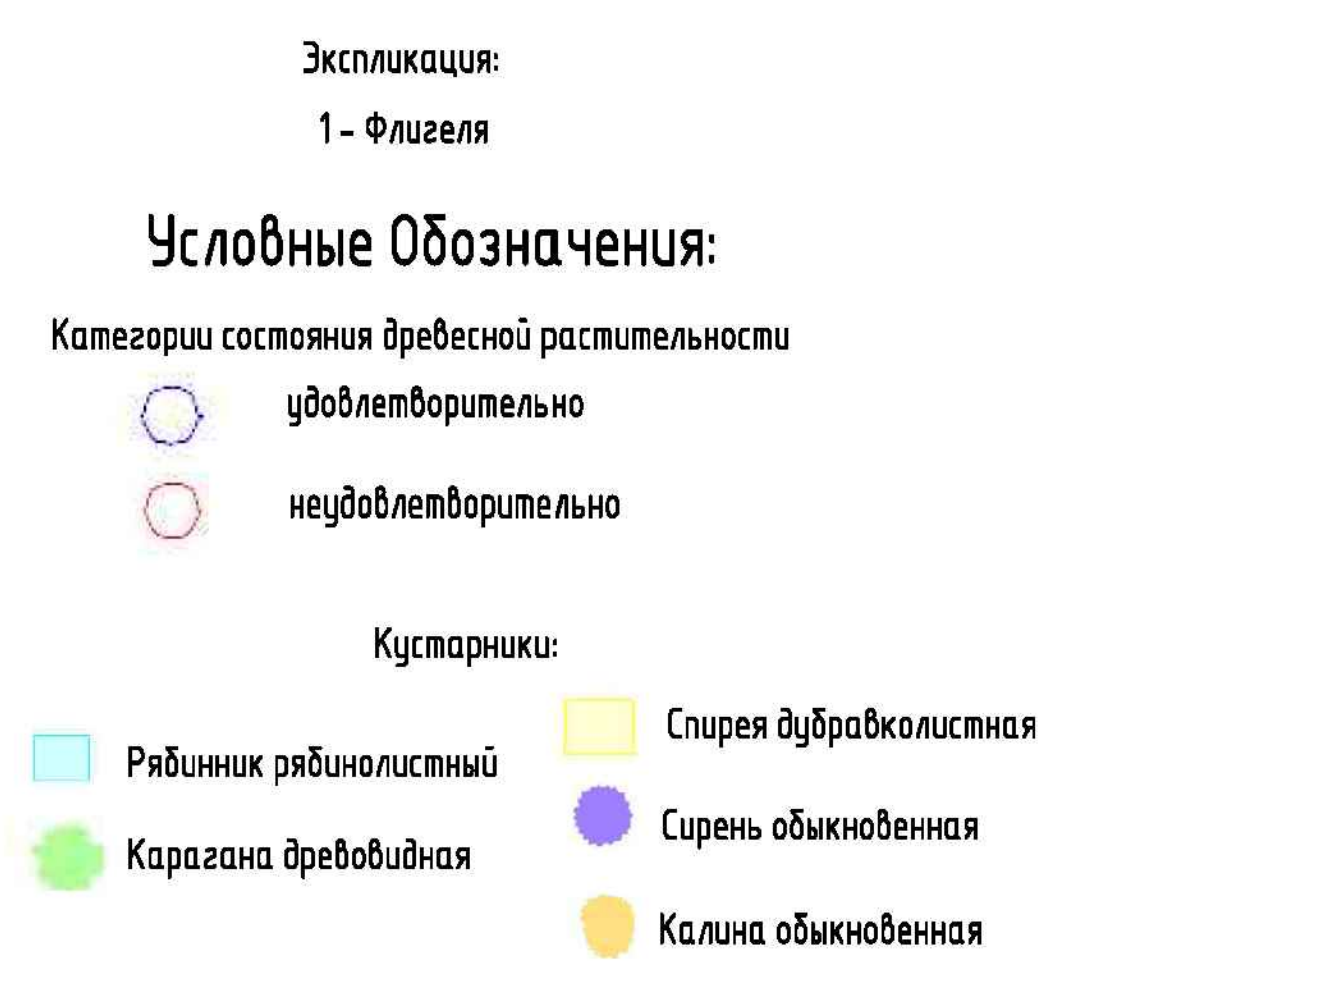 Экспликация:
1 - Флигеля
Условные Обозначения:
Категории состояния древесной растительности
удовлетворительно
неудовлетворительно
Кустарники:
Рябинник рябинолистный
Карагана древовидная
Спирея дубравколистная
Сирень обыкновенная
Калина обыкновенная